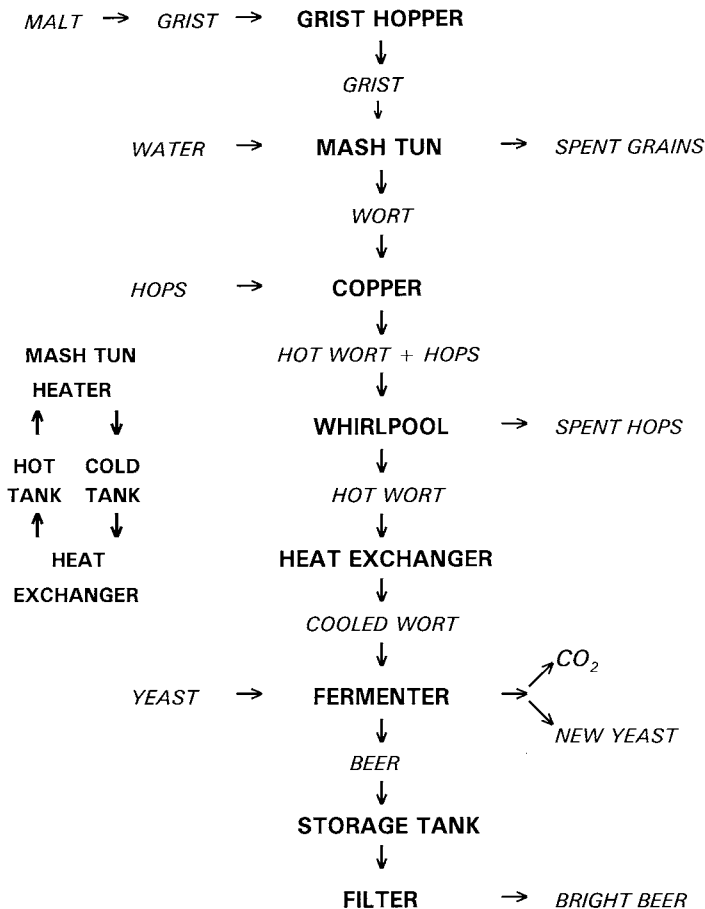 MALT → GRIST → GRIST HOPPER
GRIST
WATER → MASH TUN → SPENT GRAINS
WORT
HOPS → COPPER
MASH TUN
HEATER
HOT COLD
TANK TANK
HEAT
EXCHANGER
HOT WORT + HOPS
WHIRLPOOL → SPENT HOPS
HOT WORT
HEAT EXCHANGER
COOLED WORT
CO₂
YEAST → FERMENTER →
NEW YEAST
BEER
STORAGE TANK
FILTER → BRIGHT BEER